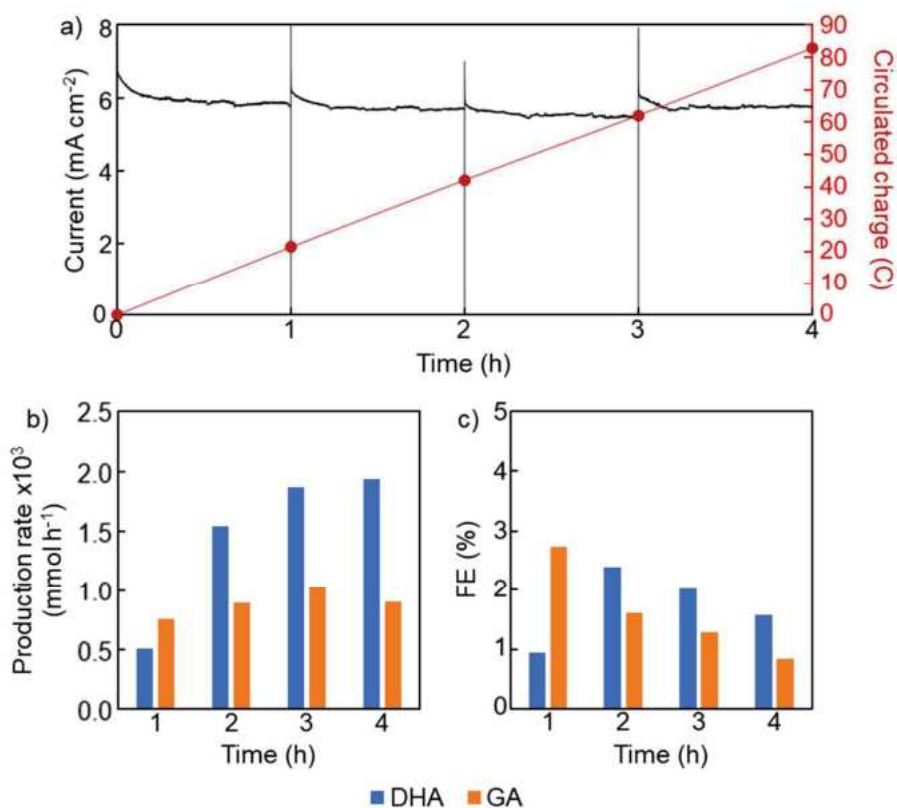 a)
8
6
4
2
0
Current (mA cm⁻²)
90
80
70
60
50
40
30
20
10
0
Circulated charge (C)
0 1 2 3 4
Time (h)
b)
2.5
2.0
1.5
1.0
0.5
0.0
Production rate x10³
(mmol h⁻¹)
1 2 3 4
Time (h)
c)
5
4
3
2
1
0
FE (%)
1 2 3 4
Time (h)
DHA GA